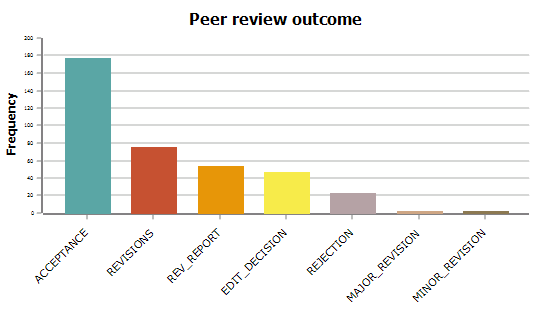 Peer review outcome
Frequency
200
180
160
140
120
100
80
60
40
20
0
ACCEPTANCE
REVISIONS
REV_REPORT
EDIT_DECISION
REJECTION
MAJOR_REVISION
MINOR_REVISION